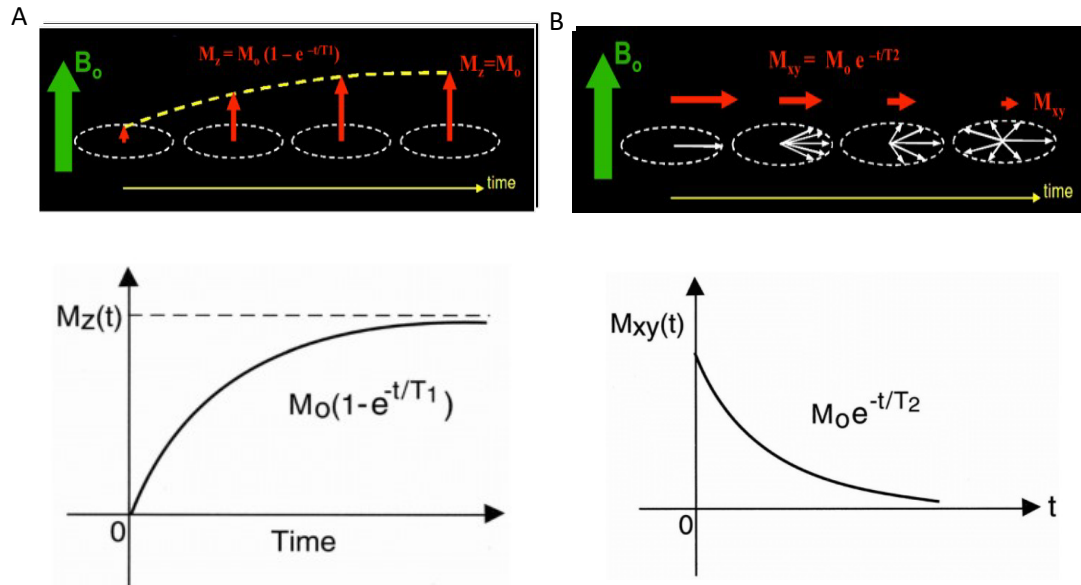 A
B
Bo
Mz = Mo (1 – e –t/T1)
Mz=Mo
time
Bo
Mxy = Mo e –t/T2
Mxy
time
Mz(t)
Mo(1-e-t/T1)
0
Time
Mxy(t)
Moe-t/T2
0
t